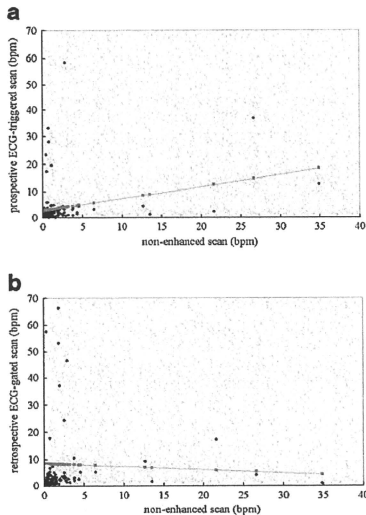 a
prospective ECG-triggered scan (bpm)
70
60
50
40
30
20
10
0
0 5 10 15 20 25 30 35 40
non-enhanced scan (bpm)
b
retrospective ECG-gated scan (bpm)
70
60
50
40
30
20
10
0
0 5 10 15 20 25 30 35 40
non-enhanced scan (bpm)